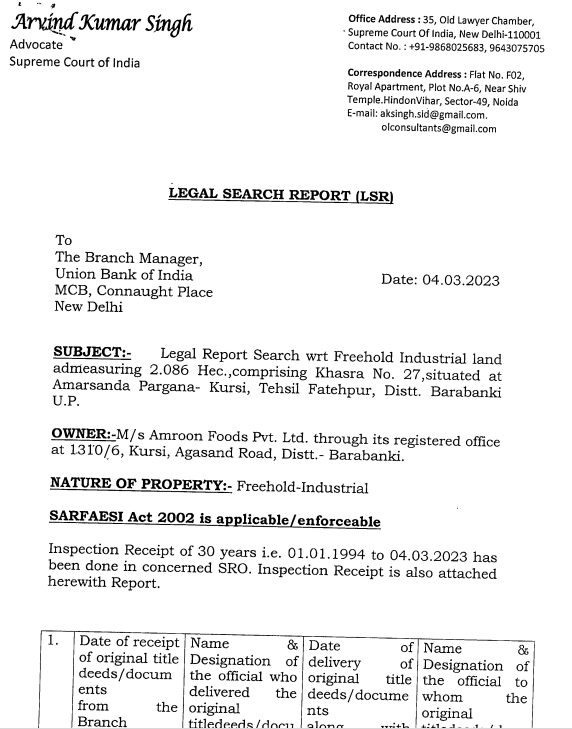 Arvind Kumar Singh
Advocate
Supreme Court of India
Office Address : 35, Old Lawyer Chamber,
Supreme Court Of India, New Delhi-110001
Contact No. : +91-9868025683, 9643075705
Correspondence Address : Flat No. F02,
Royal Apartment, Plot No.A-6, Near Shiv
Temple.HindonVihar, Sector-49, Noida
E-mail: aksingh.sid@gmail.com.
olconsultants@gmail.com
LEGAL SEARCH REPORT (LSR)
To
The Branch Manager,
Union Bank of India
MCB, Connaught Place
New Delhi
Date: 04.03.2023
SUBJECT:- Legal Report Search wrt Freehold Industrial land
admeasuring 2.086 Hec.,comprising Khasra No. 27,situated at
Amarsanda Pargana- Kursi, Tehsil Fatehpur, Distt. Barabanki
U.P.
OWNER:-M/s Amroon Foods Pvt. Ltd. through its registered office
at 1310/6, Kursi, Agasand Road, Distt.- Barabanki.
NATURE OF PROPERTY:- Freehold-Industrial
SARFAESI Act 2002 is applicable/enforceable
Inspection Receipt of 30 years i.e. 01.01.1994 to 04.03.2023 has
been done in concerned SRO. Inspection Receipt is also attached
herewith Report.
1.
Date of receipt
of original title
deeds/docum
ents
from the
Branch
Name &
Designation of
the official who
delivered the
original
titledeeds/docu
Date of
delivery of
original title
deeds/docume
nts
along with
Name &
Designation of
the official to
whom the
original